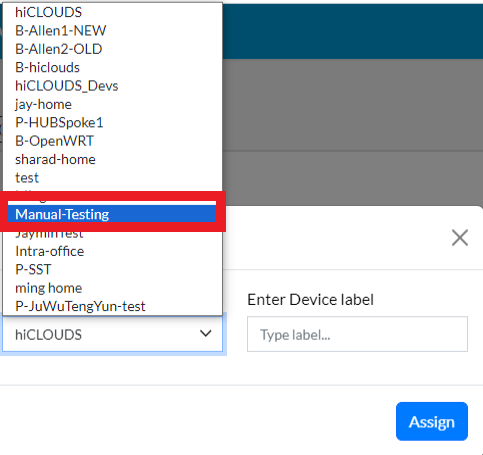 hiCLOUDS
B-Allen1-NEW
B-Allen2-OLD
B-hiclouds
hiCLOUDS_Devs
jay-home
P-HUBSpoke1
B-OpenWRT
sharad-home
test
Manual-Testing
JayminTest
Intra-office
P-SST
ming home
P-JuWuTengYun-test
hiCLOUDS
Enter Device label
Type label...
Assign